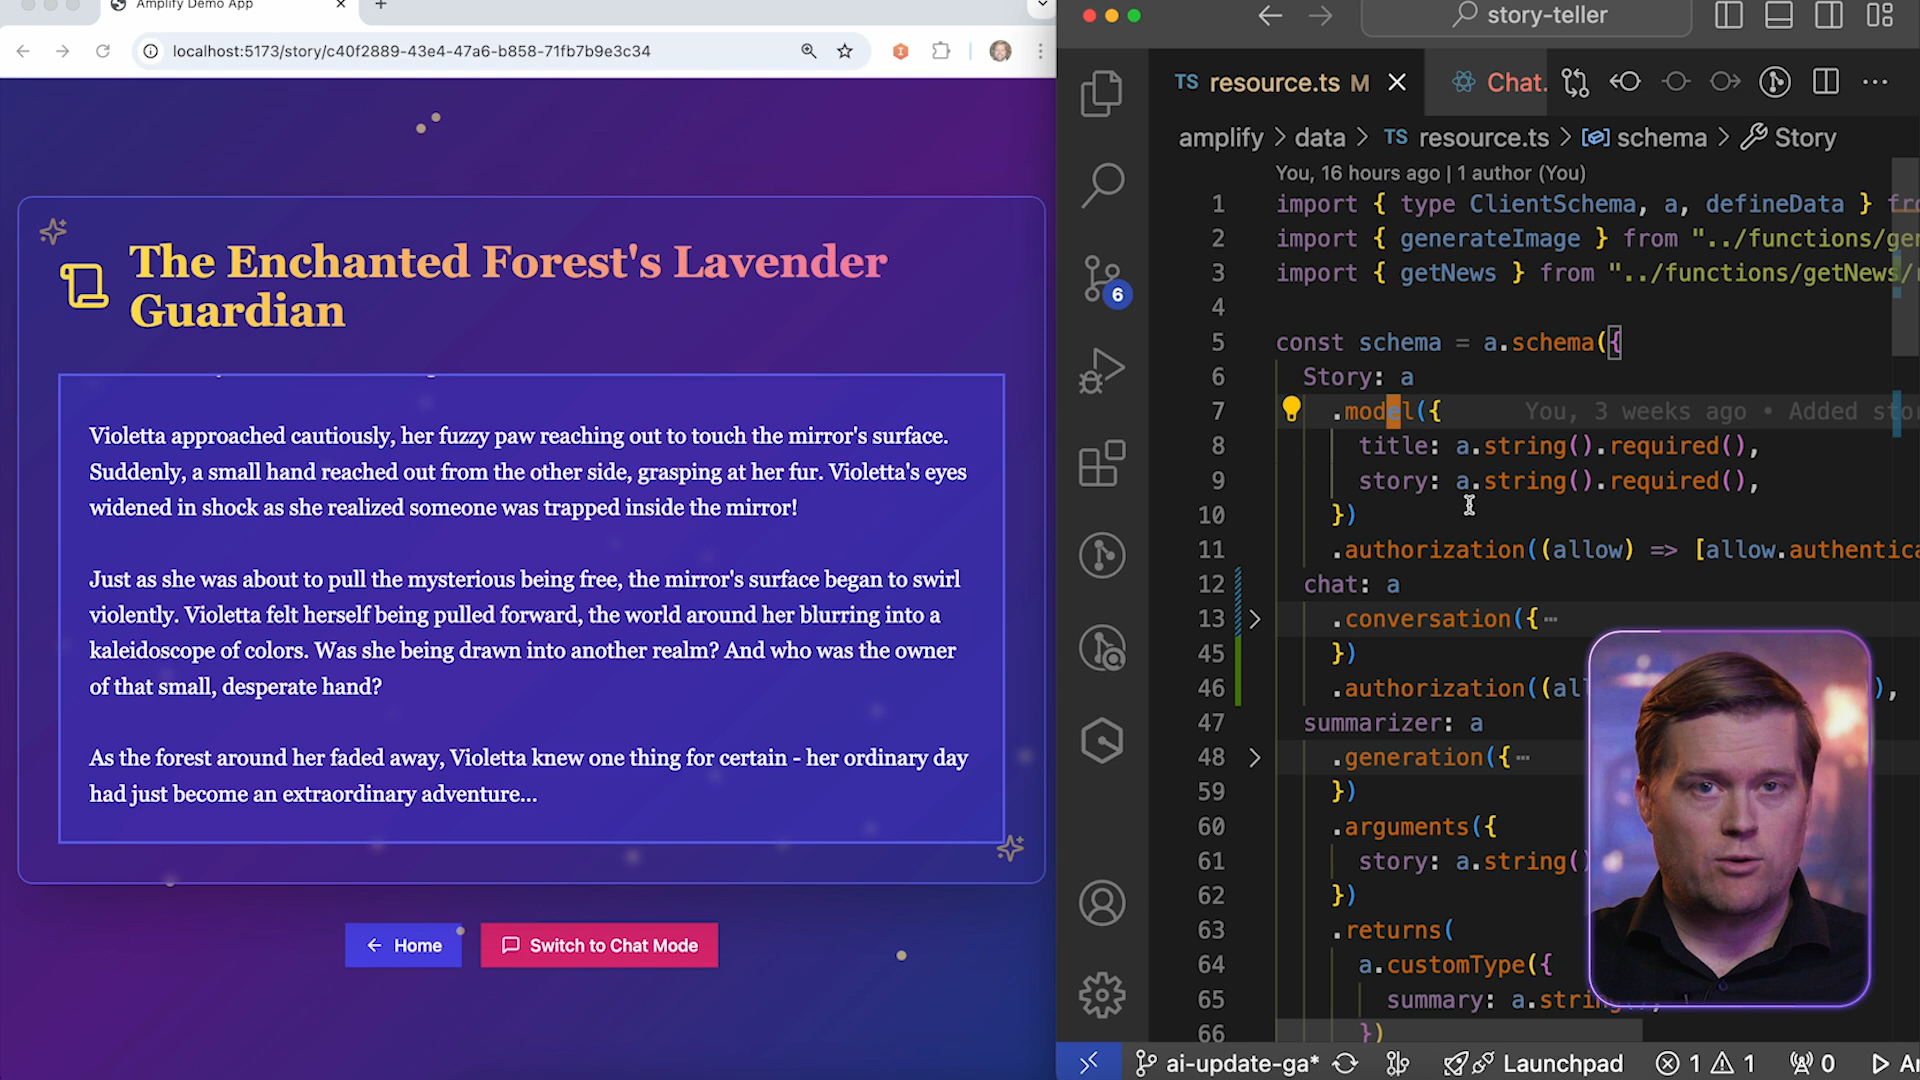 Amplify Demo App
localhost:5173/story/c40f2889-43e4-47a6-b858-71fb7b9e3c34
The Enchanted Forest's Lavender
Guardian
Violetta approached cautiously, her fuzzy paw reaching out to touch the mirror's surface.
Suddenly, a small hand reached out from the other side, grasping at her fur. Violetta's eyes
widened in shock as she realized someone was trapped inside the mirror!
Just as she was about to pull the mysterious being free, the mirror's surface began to swirl
violently. Violetta felt herself being pulled forward, the world around her blurring into a
kaleidoscope of colors. Was she being drawn into another realm? And who was the owner
of that small, desperate hand?
As the forest around her faded away, Violetta knew one thing for certain - her ordinary day
had just become an extraordinary adventure...
Home
Switch to Chat Mode
story-teller
TS resource.ts M
Chat.
amplify > data > TS resource.ts > schema > Story
You, 16 hours ago | 1 author (You)
1 import { type ClientSchema, a, defineData } fro
2 import { generateImage } from "../functions/gen
3 import { getNews } from "../functions/getNews/r
4
5 const schema = a.schema({
6 Story: a
7 .model({ You, 3 weeks ago • Added sto
8 title: a.string().required(),
9 story: a.string().required(),
10 })
11 .authorization((allow) => [allow.authentica
12 chat: a
13 .conversation({
45 })
46 .authorization((al ),
47 summarizer: a
48 .generation({
59 })
60 .arguments({
61 story: a.string()
62 })
63 .returns(
64 a.customType({
65 summary: a.string
66 })
6
ai-update-ga*
Launchpad
1
1
0